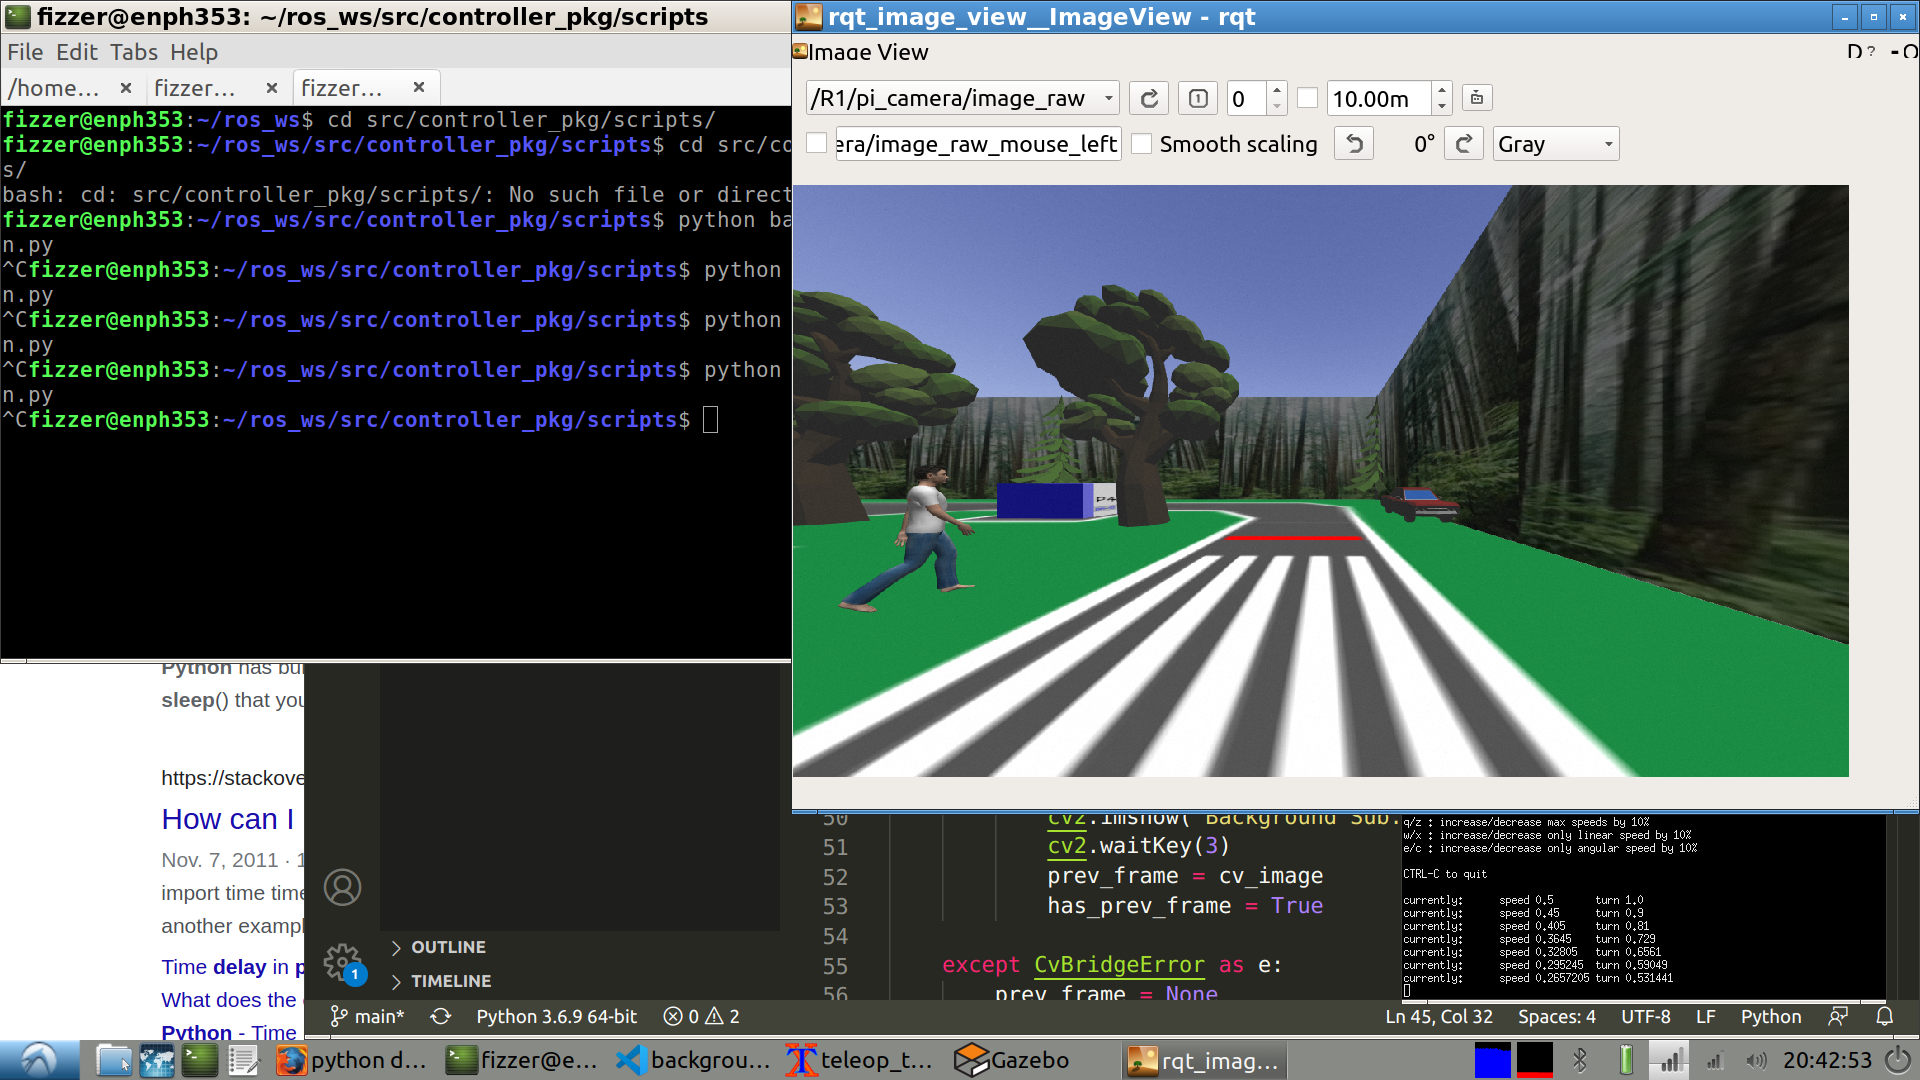 fizzer@enph353: ~/ros_ws/src/controller_pkg/scripts
File Edit Tabs Help
/home... × fizzer... × fizzer... ×
fizzer@enph353:~/ros_ws$ cd src/controller_pkg/scripts/
fizzer@enph353:~/ros_ws/src/controller_pkg/scripts$ cd src/co
s/
bash: cd: src/controller_pkg/scripts/: No such file or direct
fizzer@enph353:~/ros_ws/src/controller_pkg/scripts$ python ba
n.py
^Cfizzer@enph353:~/ros_ws/src/controller_pkg/scripts$ python
n.py
^Cfizzer@enph353:~/ros_ws/src/controller_pkg/scripts$ python
n.py
^Cfizzer@enph353:~/ros_ws/src/controller_pkg/scripts$ python
n.py
^Cfizzer@enph353:~/ros_ws/src/controller_pkg/scripts$
rqt_image_view__ImageView - rqt
Image View D ? - O
/R1/pi_camera/image_raw 1 0 10.00m
era/image_raw_mouse_left Smooth scaling 0° Gray
P4
Python has bui
sleep() that you
https://stackove
How can I
Nov. 7, 2011 · 1
import time time
another exampl
Time delay in p
What does the
Python - Time
1
OUTLINE
TIMELINE
50 cv2.imshow("Background Sub.
51 cv2.waitKey(3)
52 prev_frame = cv_image
53 has_prev_frame = True
54
55 except CvBridgeError as e:
56 prev_frame = None
q/z : increase/decrease max speeds by 10%
w/x : increase/decrease only linear speed by 10%
e/c : increase/decrease only angular speed by 10%
CTRL-C to quit
currently: speed 0.5 turn 1.0
currently: speed 0.45 turn 0.9
currently: speed 0.405 turn 0.81
currently: speed 0.3645 turn 0.729
currently: speed 0.32805 turn 0.6561
currently: speed 0.295245 turn 0.59049
currently: speed 0.2657205 turn 0.531441
main* Python 3.6.9 64-bit 0 2 Ln 45, Col 32 Spaces: 4 UTF-8 LF Python
python d... fizzer@e... backgrou... teleop_t... Gazebo rqt_imag... 20:42:53